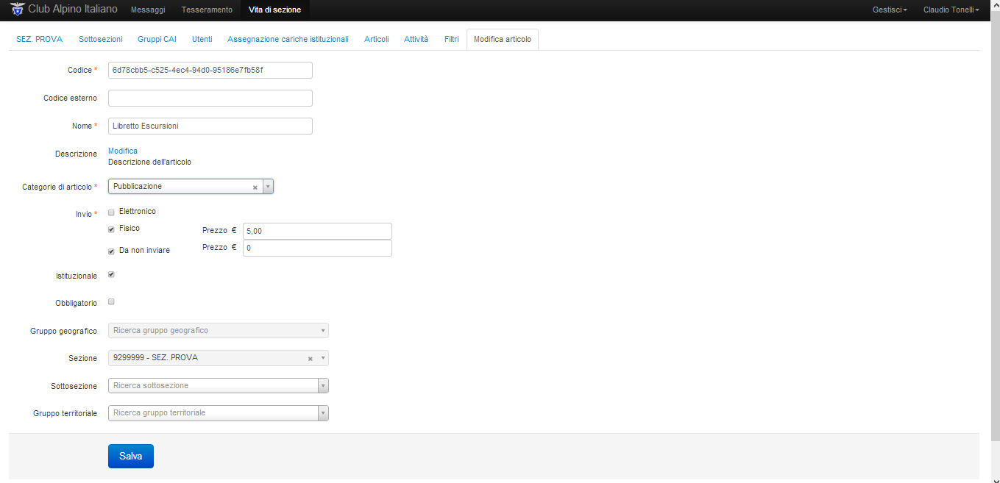 Club Alpino Italiano Messaggi Tesseramento Vita di sezione Gestisci Claudio Tonelli
SEZ. PROVA Sottosezioni Gruppi CAI Utenti Assegnazione cariche istituzionali Articoli Attività Filtri Modifica articolo
Codice * 6d78cbb5-c525-4ec4-94d0-95186e7fb58f
Codice esterno
Nome * Libretto Escursioni
Descrizione Modifica
Descrizione dell'articolo
Categorie di articolo * Pubblicazione
Invio * Elettronico
Fisico Prezzo € 5,00
Da non inviare Prezzo € 0
Istituzionale
Obbligatorio
Gruppo geografico Ricerca gruppo geografico
Sezione 9299999 - SEZ. PROVA
Sottosezione Ricerca sottosezione
Gruppo territoriale Ricerca gruppo territoriale
Salva